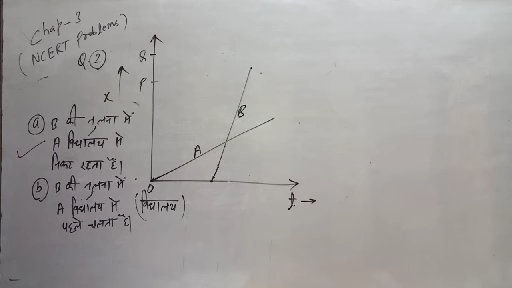 Chap-3
(NCERT Problems)
Q. 2
Q
P
x
B
A
O
(विद्यालय)
t →
(a) B की तुलना में
A विद्यालय से
निकट रहता है।
(b) B की तुलना में
A विद्यालय से
पहले चलता है।